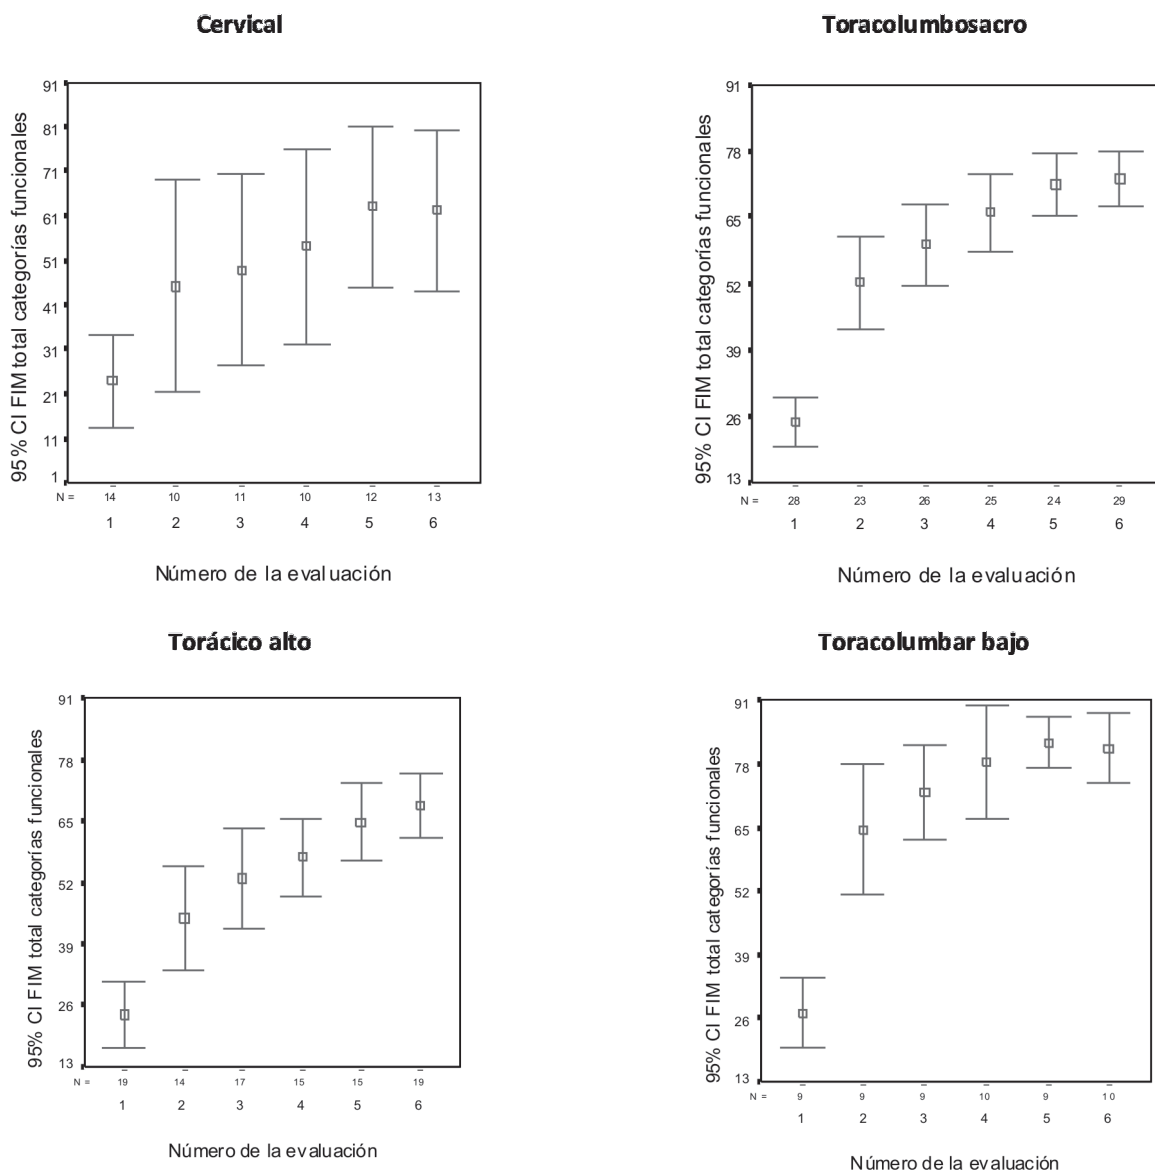 Cervical
95% CI FIM total categorías funcionales
91
81
71
61
51
41
31
21
11
1
N = 14 10 11 10 12 13
1 2 3 4 5 6
Número de la evaluación
Toracolumbosacro
95% CI FIM total categorías funcionales
91
78
65
52
39
26
13
N = 28 23 26 25 24 29
1 2 3 4 5 6
Número de la evaluación
Torácico alto
95% CI FIM total categorías funcionales
91
78
65
52
39
26
13
N = 19 14 17 15 15 19
1 2 3 4 5 6
Número de la evaluación
Toracolumbar bajo
95% CI FIM total categorías funcionales
91
78
65
52
39
26
13
N = 9 9 9 10 9 10
1 2 3 4 5 6
Número de la evaluación